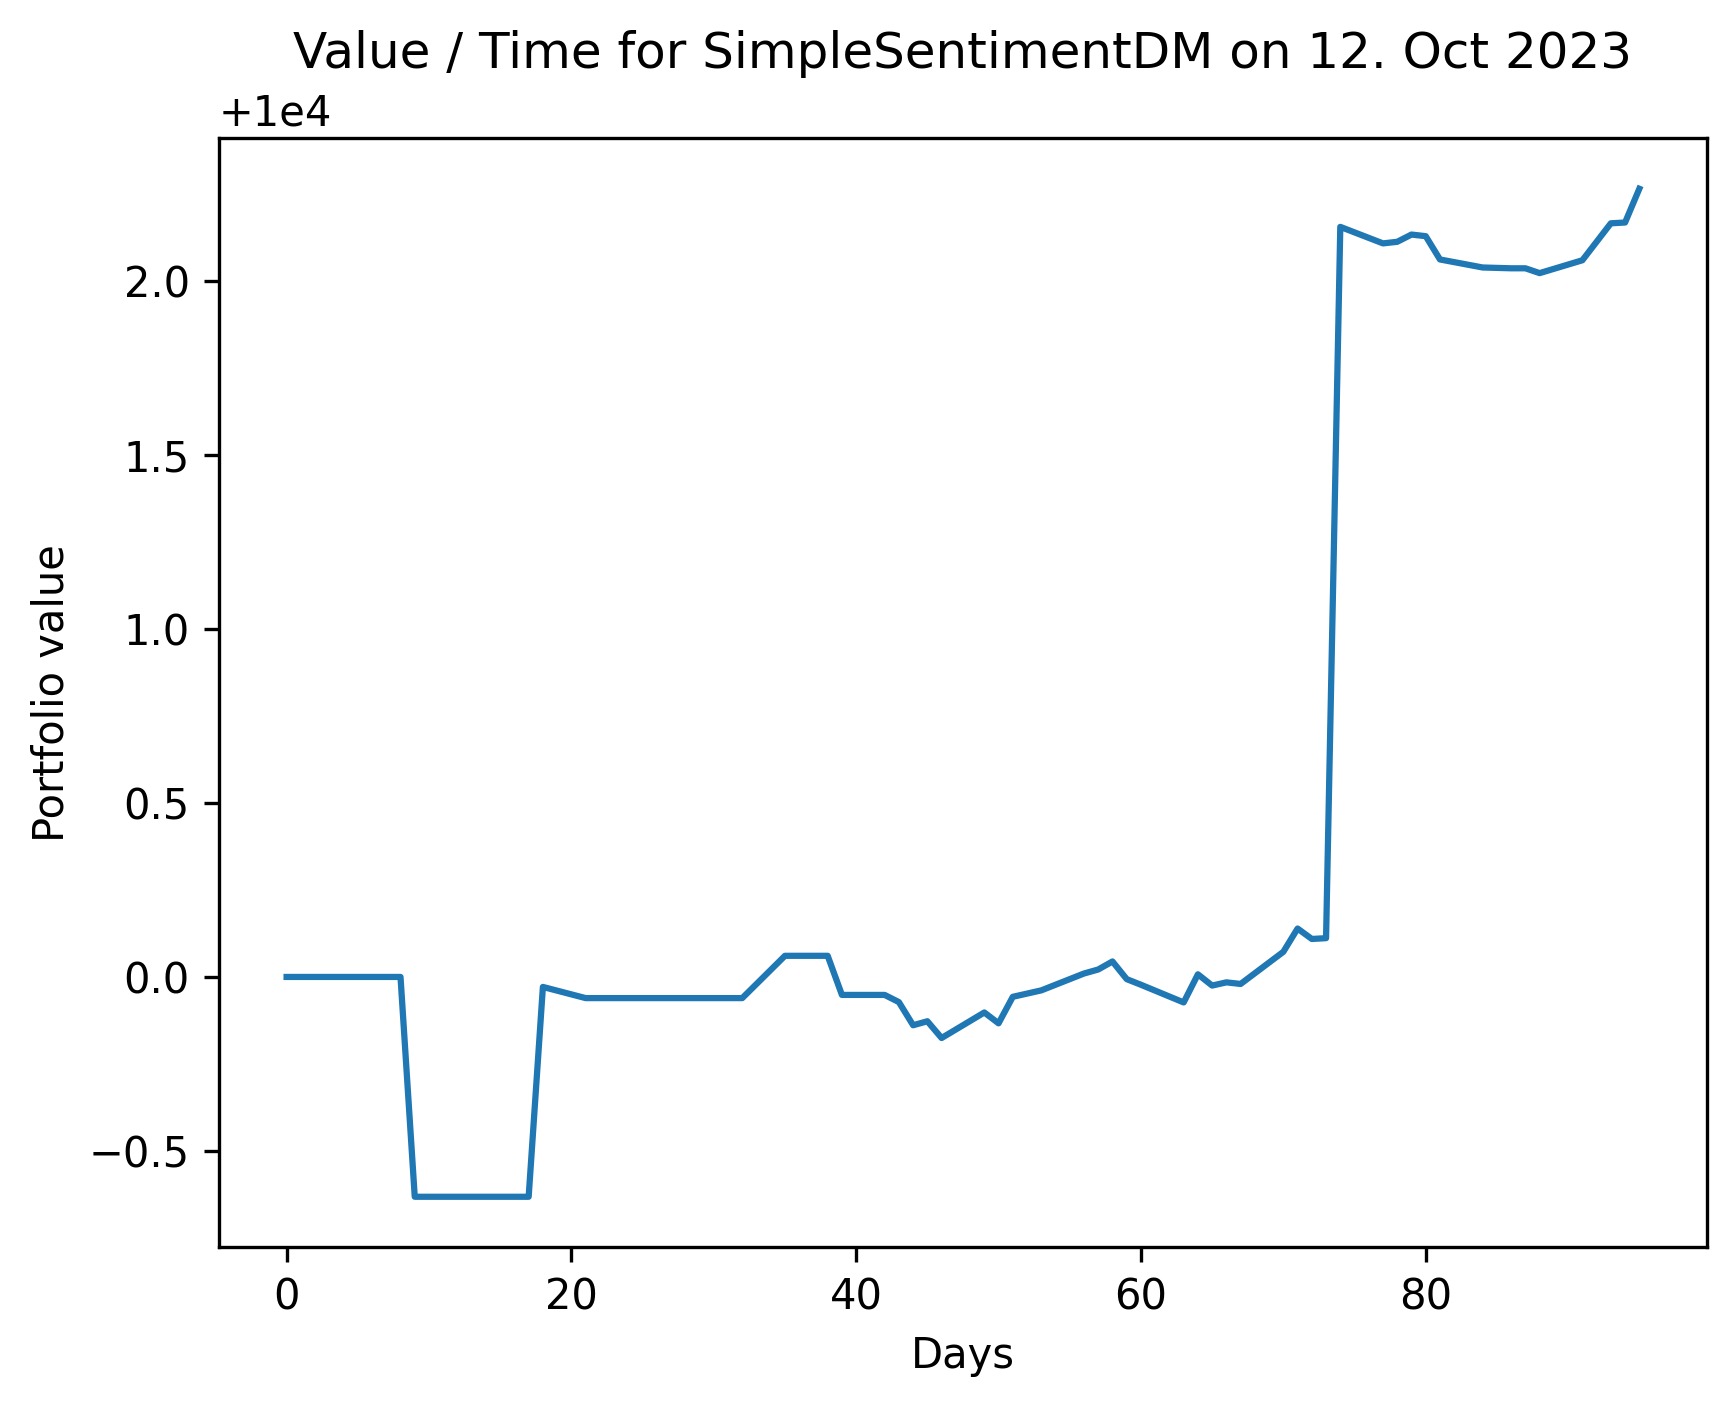 Value / Time for SimpleSentimentDM on 12. Oct 2023
+1e4
2.0
1.5
1.0
0.5
0.0
−0.5
Portfolio value
0 20 40 60 80
Days